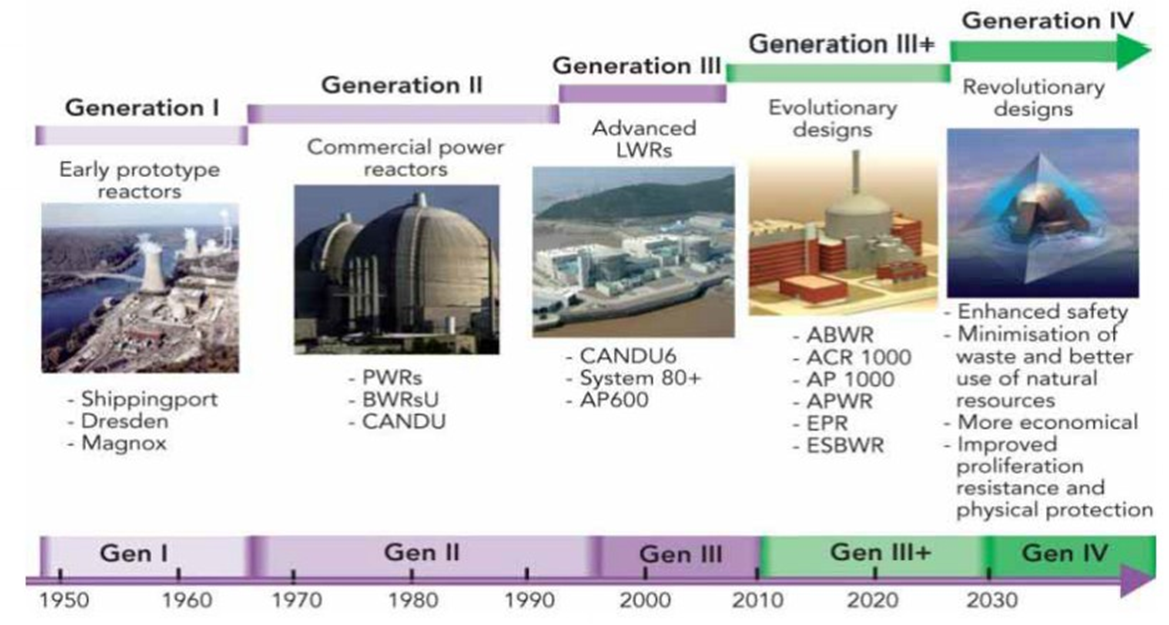 Generation I
Early prototype
reactors
- Shippingport
- Dresden
- Magnox
Generation II
Commercial power
reactors
- PWRs
- BWRsU
- CANDU
Generation III
Advanced
LWRs
- CANDU6
- System 80+
- AP600
Generation III+
Evolutionary
designs
- ABWR
- ACR 1000
- AP 1000
- APWR
- EPR
- ESBWR
Generation IV
Revolutionary
designs
- Enhanced safety
- Minimisation of
waste and better
use of natural
resources
- More economical
- Improved
proliferation
resistance and
physical protection
Gen I Gen II Gen III Gen III+ Gen IV
1950 1960 1970 1980 1990 2000 2010 2020 2030